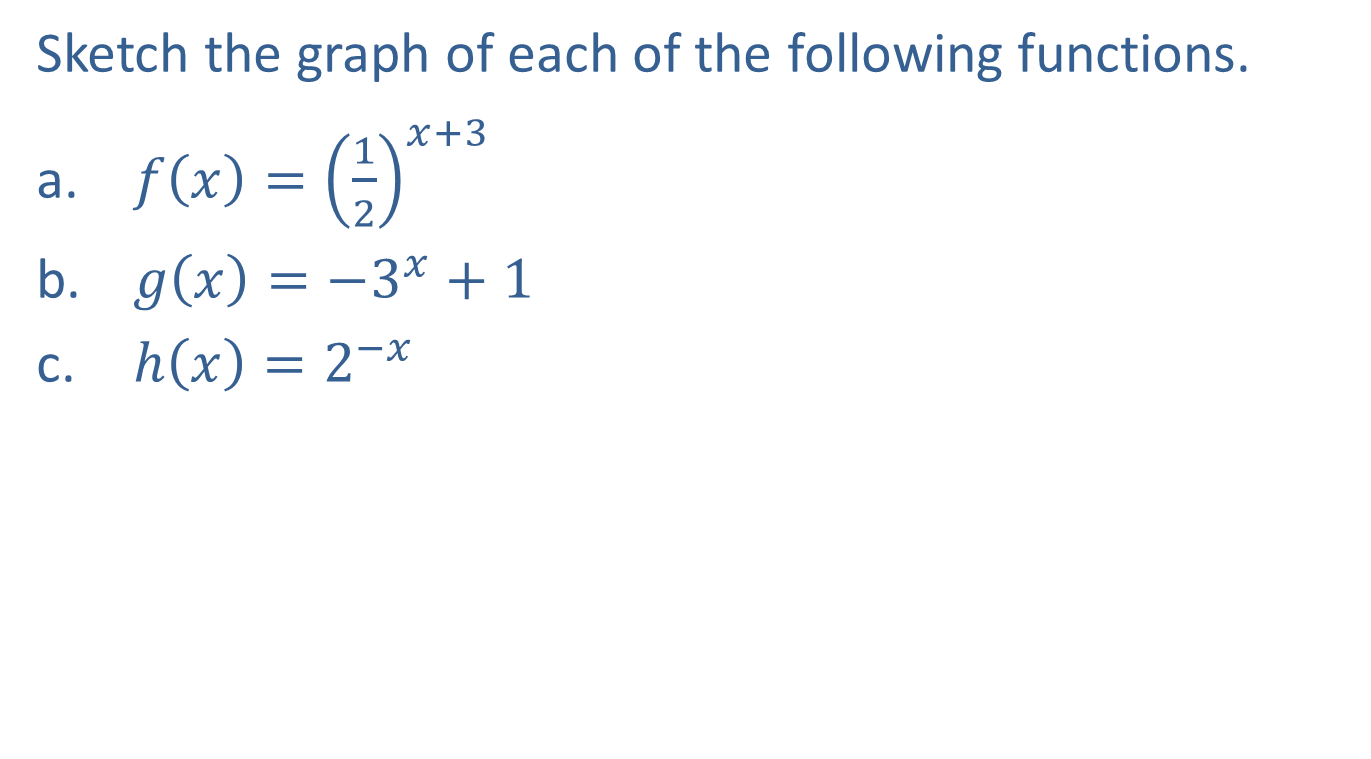 Sketch the graph of each of the following functions.
a. f(x) = (1/2)^{x+3}
b. g(x) = −3^x + 1
c. h(x) = 2^{−x}